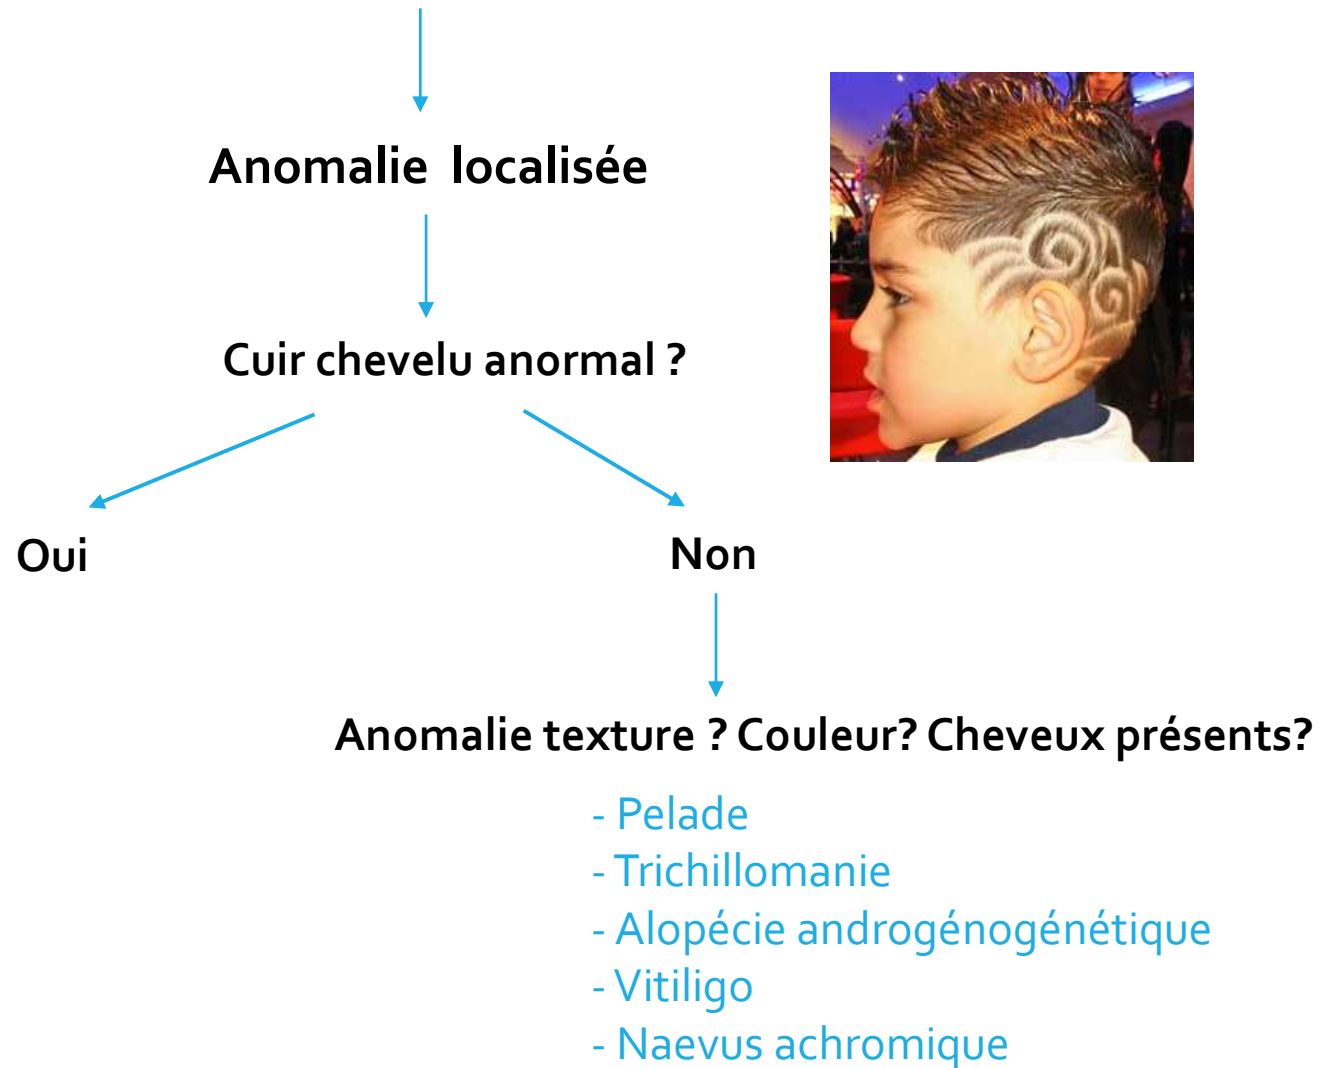 Anomalie localisée
Cuir chevelu anormal ?
Oui
Non
Anomalie texture ? Couleur? Cheveux présents?
- Pelade
- Trichillomanie
- Alopécie androgénogénétique
- Vitiligo
- Naevus achromique